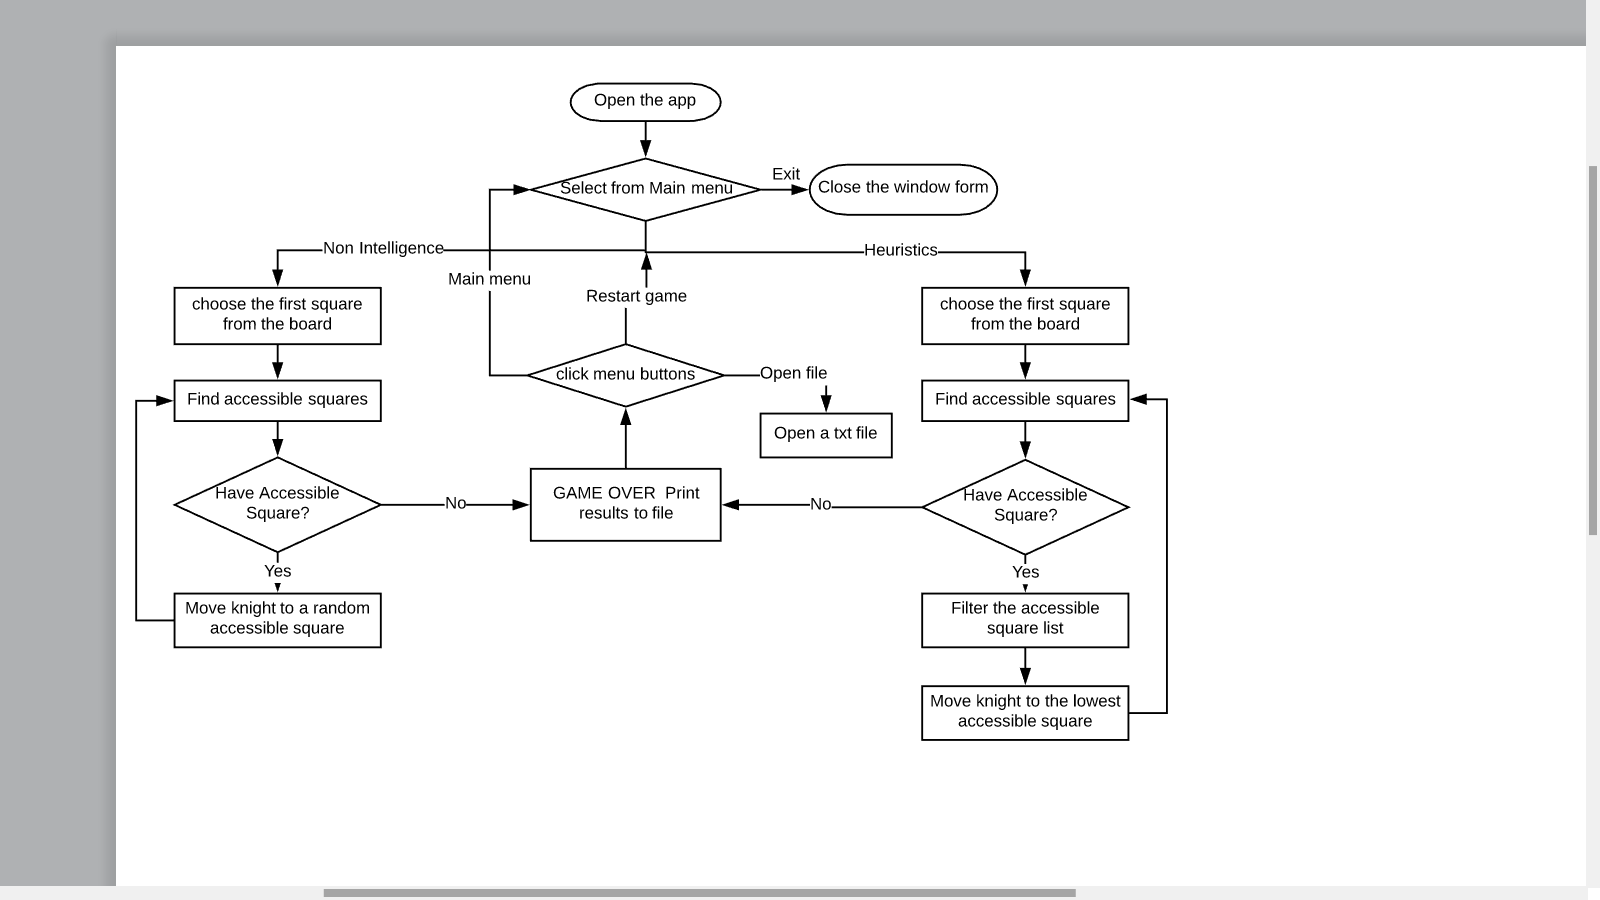 Open the app
Select from Main menu
Exit
Close the window form
Non Intelligence
Heuristics
Main menu
Restart game
choose the first square
from the board
choose the first square
from the board
click menu buttons
Open file
Find accessible squares
Find accessible squares
Open a txt file
Have Accessible
Square?
No
GAME OVER  Print
results to file
No
Have Accessible
Square?
Yes
Yes
Move knight to a random
accessible square
Filter the accessible
square list
Move knight to the lowest
accessible square